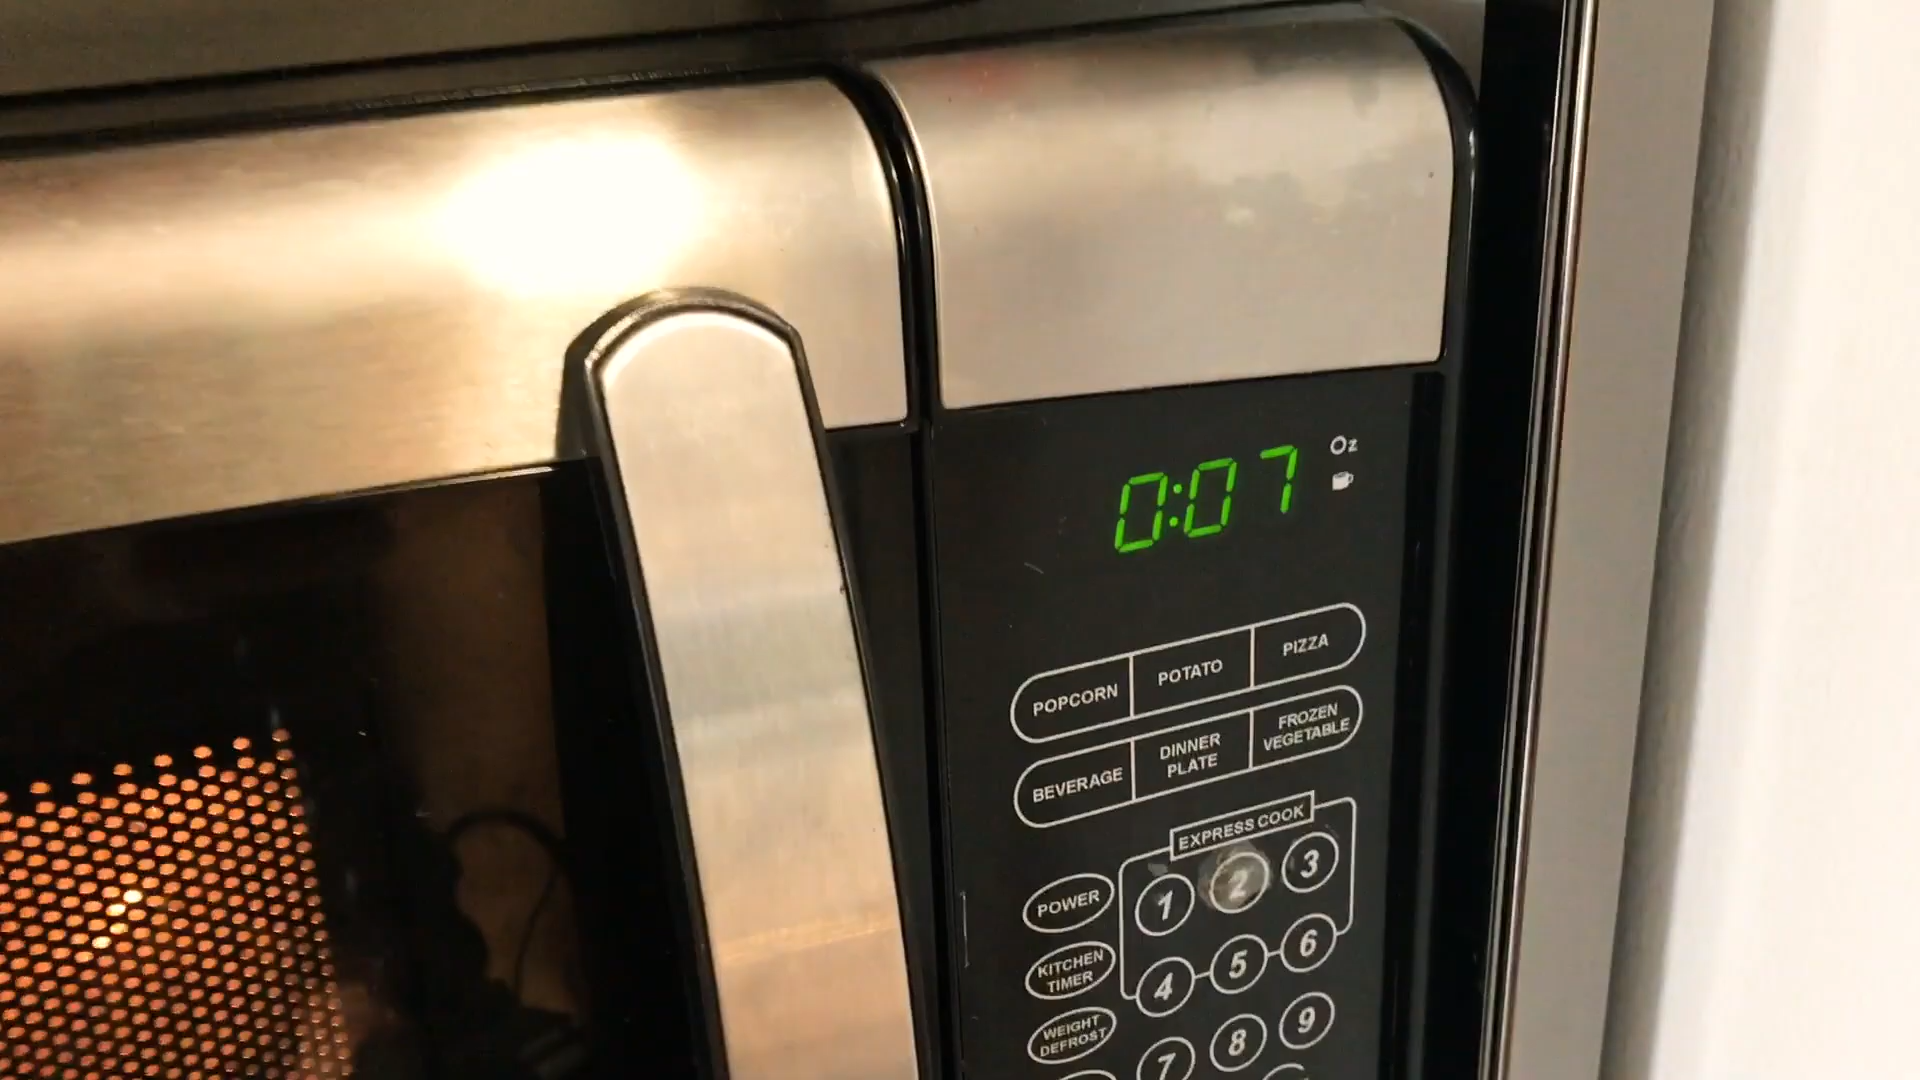 0:07
Oz
POPCORN
POTATO
PIZZA
BEVERAGE
DINNER
PLATE
FROZEN
VEGETABLE
EXPRESS COOK
POWER
1
2
3
KITCHEN
TIMER
4
5
6
WEIGHT
DEFROST
7
8
9